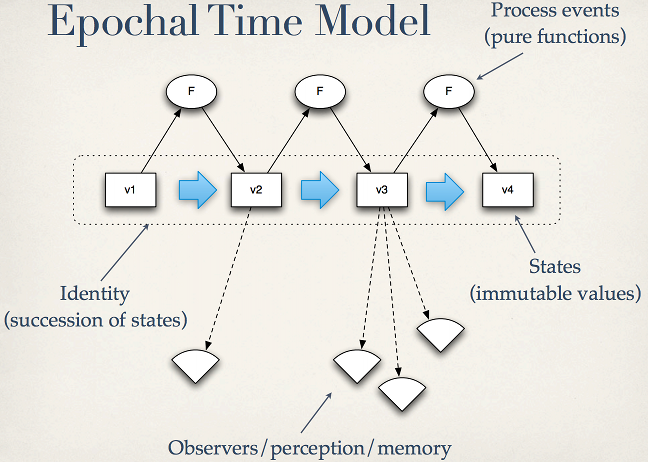 Epochal Time Model
Process events
(pure functions)
F
F
F
v1
v2
v3
v4
Identity
(succession of states)
States
(immutable values)
Observers/perception/memory